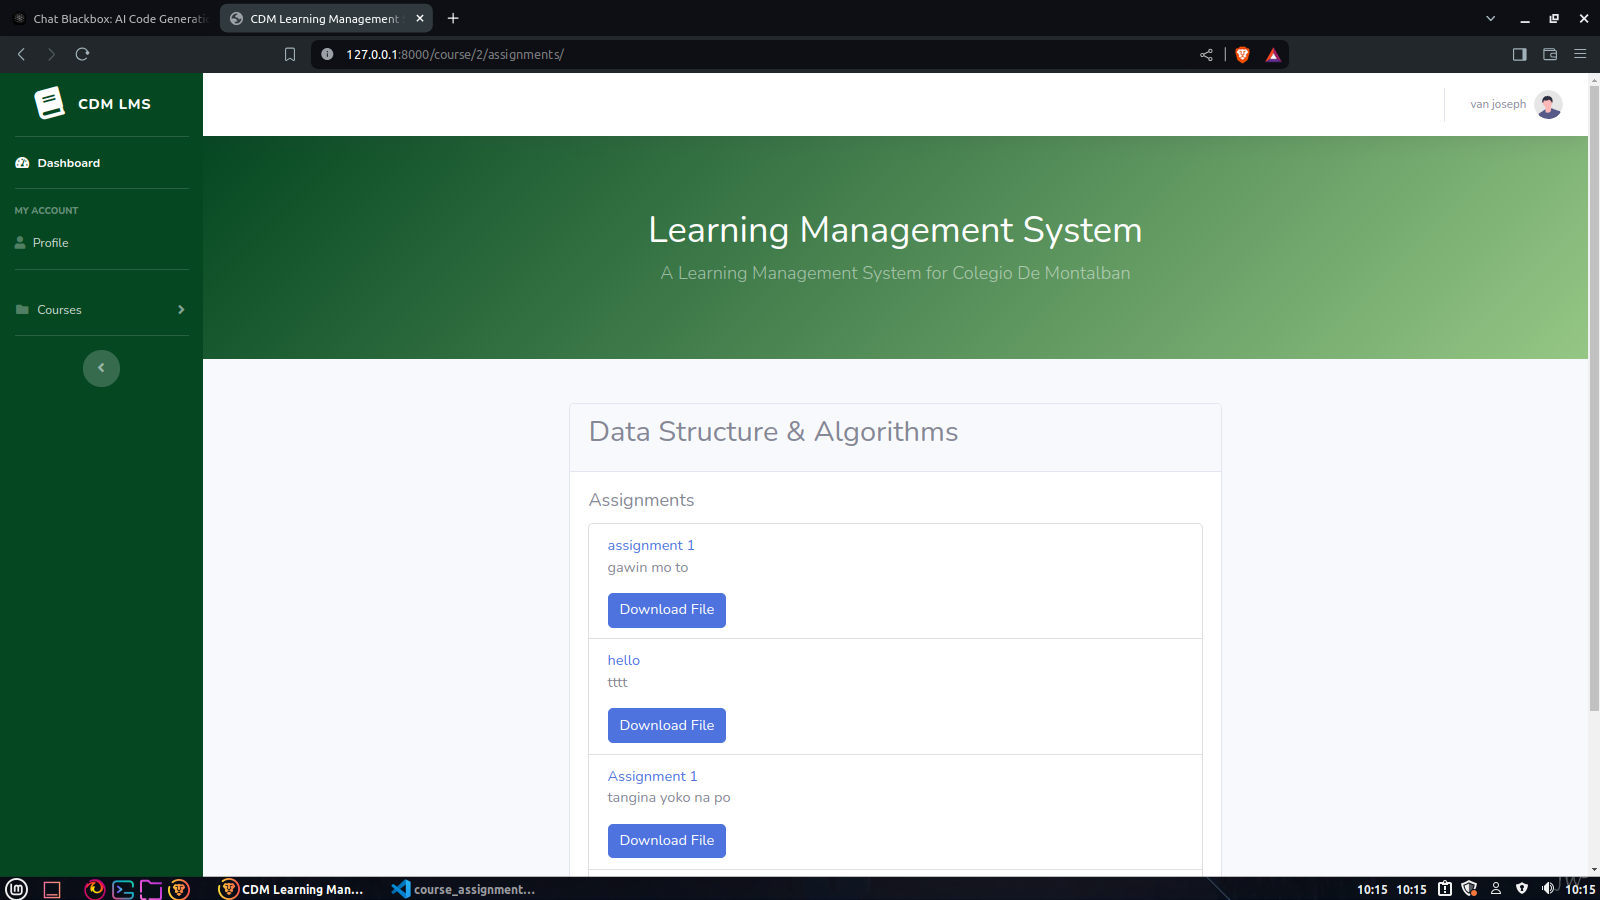 Chat Blackbox: AI Code Generatio
CDM Learning Management
127.0.0.1:8000/course/2/assignments/
CDM LMS
van joseph
Dashboard
MY ACCOUNT
Profile
Courses
Learning Management System
A Learning Management System for Colegio De Montalban
Data Structure & Algorithms
Assignments
assignment 1
gawin mo to
Download File
hello
tttt
Download File
Assignment 1
tangina yoko na po
Download File
CDM Learning Man...
course_assignment...
10:15 10:15
10:15